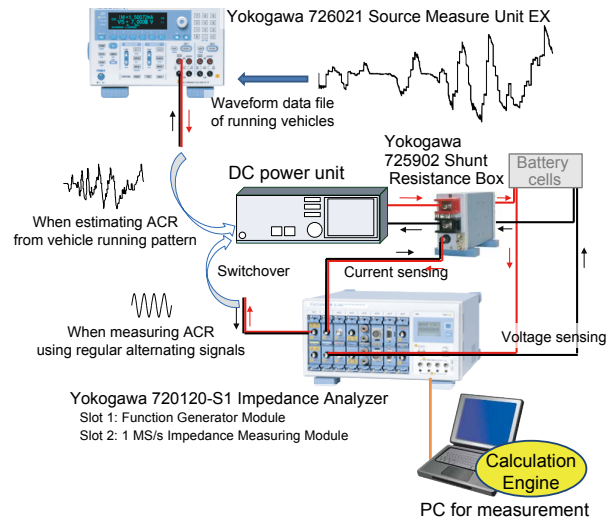 Yokogawa 726021 Source Measure Unit EX
Waveform data file
of running vehicles
Yokogawa
725902 Shunt
Resistance Box
Battery
cells
DC power unit
When estimating ACR
from vehicle running pattern
Switchover
Current sensing
When measuring ACR
using regular alternating signals
Voltage sensing
Yokogawa 720120-S1 Impedance Analyzer
Slot 1: Function Generator Module
Slot 2: 1 MS/s Impedance Measuring Module
Calculation
Engine
PC for measurement